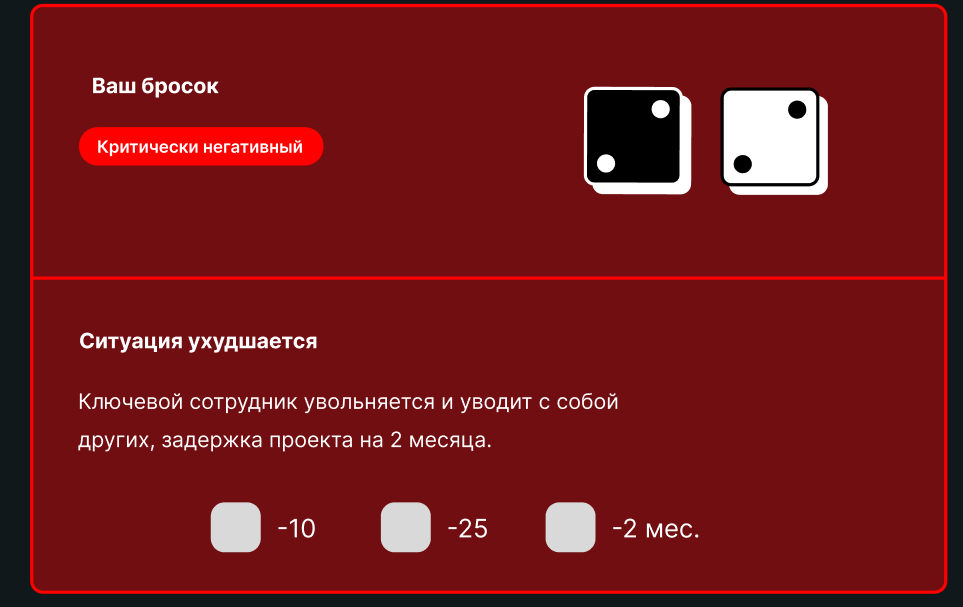 Ваш бросок
Критически негативный
Ситуация ухудшается
Ключевой сотрудник увольняется и уводит с собой
других, задержка проекта на 2 месяца.
-10 -25 -2 мес.